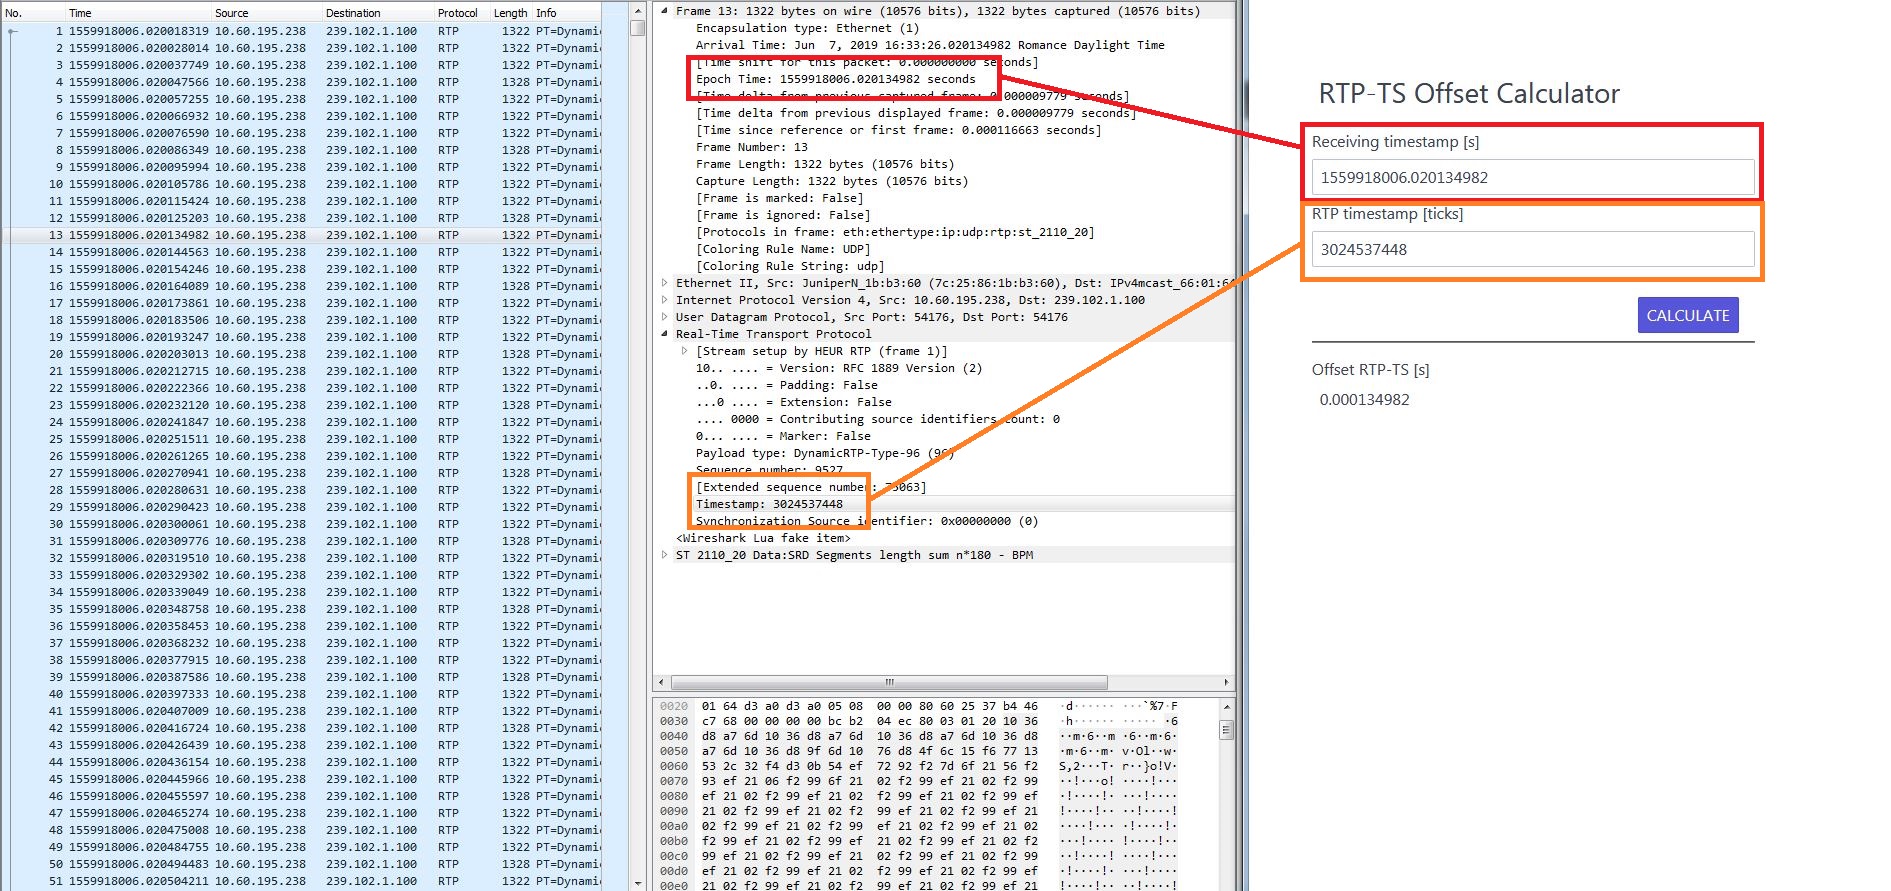 No. Time Source Destination Protocol Length Info
1 1559918006.020018319 10.60.195.238 239.102.1.100 RTP 1322 PT=Dynami
2 1559918006.020028014 10.60.195.238 239.102.1.100 RTP 1322 PT=Dynami
3 1559918006.020037749 10.60.195.238 239.102.1.100 RTP 1322 PT=Dynami
4 1559918006.020047566 10.60.195.238 239.102.1.100 RTP 1328 PT=Dynami
5 1559918006.020057255 10.60.195.238 239.102.1.100 RTP 1322 PT=Dynami
6 1559918006.020066932 10.60.195.238 239.102.1.100 RTP 1322 PT=Dynami
7 1559918006.020076590 10.60.195.238 239.102.1.100 RTP 1322 PT=Dynami
8 1559918006.020086349 10.60.195.238 239.102.1.100 RTP 1328 PT=Dynami
9 1559918006.020095994 10.60.195.238 239.102.1.100 RTP 1322 PT=Dynami
10 1559918006.020105786 10.60.195.238 239.102.1.100 RTP 1322 PT=Dynami
11 1559918006.020115424 10.60.195.238 239.102.1.100 RTP 1322 PT=Dynami
12 1559918006.020125203 10.60.195.238 239.102.1.100 RTP 1328 PT=Dynami
13 1559918006.020134982 10.60.195.238 239.102.1.100 RTP 1322 PT=Dynami
14 1559918006.020144563 10.60.195.238 239.102.1.100 RTP 1322 PT=Dynami
15 1559918006.020154246 10.60.195.238 239.102.1.100 RTP 1322 PT=Dynami
16 1559918006.020164089 10.60.195.238 239.102.1.100 RTP 1328 PT=Dynami
17 1559918006.020173861 10.60.195.238 239.102.1.100 RTP 1322 PT=Dynami
18 1559918006.020183506 10.60.195.238 239.102.1.100 RTP 1322 PT=Dynami
19 1559918006.020193247 10.60.195.238 239.102.1.100 RTP 1322 PT=Dynami
20 1559918006.020203013 10.60.195.238 239.102.1.100 RTP 1328 PT=Dynami
21 1559918006.020212715 10.60.195.238 239.102.1.100 RTP 1322 PT=Dynami
22 1559918006.020222366 10.60.195.238 239.102.1.100 RTP 1322 PT=Dynami
23 1559918006.020232120 10.60.195.238 239.102.1.100 RTP 1328 PT=Dynami
24 1559918006.020241847 10.60.195.238 239.102.1.100 RTP 1322 PT=Dynami
25 1559918006.020251511 10.60.195.238 239.102.1.100 RTP 1322 PT=Dynami
26 1559918006.020261265 10.60.195.238 239.102.1.100 RTP 1322 PT=Dynami
27 1559918006.020270941 10.60.195.238 239.102.1.100 RTP 1328 PT=Dynami
28 1559918006.020280631 10.60.195.238 239.102.1.100 RTP 1322 PT=Dynami
29 1559918006.020290423 10.60.195.238 239.102.1.100 RTP 1322 PT=Dynami
30 1559918006.020300061 10.60.195.238 239.102.1.100 RTP 1322 PT=Dynami
31 1559918006.020309776 10.60.195.238 239.102.1.100 RTP 1328 PT=Dynami
32 1559918006.020319510 10.60.195.238 239.102.1.100 RTP 1322 PT=Dynami
33 1559918006.020329302 10.60.195.238 239.102.1.100 RTP 1322 PT=Dynami
34 1559918006.020339049 10.60.195.238 239.102.1.100 RTP 1322 PT=Dynami
35 1559918006.020348758 10.60.195.238 239.102.1.100 RTP 1328 PT=Dynami
36 1559918006.020358453 10.60.195.238 239.102.1.100 RTP 1322 PT=Dynami
37 1559918006.020368232 10.60.195.238 239.102.1.100 RTP 1322 PT=Dynami
38 1559918006.020377915 10.60.195.238 239.102.1.100 RTP 1322 PT=Dynami
39 1559918006.020387586 10.60.195.238 239.102.1.100 RTP 1328 PT=Dynami
40 1559918006.020397333 10.60.195.238 239.102.1.100 RTP 1322 PT=Dynami
41 1559918006.020407009 10.60.195.238 239.102.1.100 RTP 1322 PT=Dynami
42 1559918006.020416724 10.60.195.238 239.102.1.100 RTP 1328 PT=Dynami
43 1559918006.020426439 10.60.195.238 239.102.1.100 RTP 1322 PT=Dynami
44 1559918006.020436154 10.60.195.238 239.102.1.100 RTP 1322 PT=Dynami
45 1559918006.020445966 10.60.195.238 239.102.1.100 RTP 1322 PT=Dynami
46 1559918006.020455597 10.60.195.238 239.102.1.100 RTP 1328 PT=Dynami
47 1559918006.020465274 10.60.195.238 239.102.1.100 RTP 1322 PT=Dynami
48 1559918006.020475008 10.60.195.238 239.102.1.100 RTP 1322 PT=Dynami
49 1559918006.020484755 10.60.195.238 239.102.1.100 RTP 1322 PT=Dynami
50 1559918006.020494483 10.60.195.238 239.102.1.100 RTP 1328 PT=Dynami
51 1559918006.020504211 10.60.195.238 239.102.1.100 RTP 1322 PT=Dynami
Frame 13: 1322 bytes on wire (10576 bits), 1322 bytes captured (10576 bits)
Encapsulation type: Ethernet (1)
Arrival Time: Jun 7, 2019 16:33:26.020134982 Romance Daylight Time
[Time shift for this packet: 0.000000000 seconds]
Epoch Time: 1559918006.020134982 seconds
[Time delta from previous captured frame: 0.000009779 seconds]
[Time delta from previous displayed frame: 0.000009779 seconds]
[Time since reference or first frame: 0.000116663 seconds]
Frame Number: 13
Frame Length: 1322 bytes (10576 bits)
Capture Length: 1322 bytes (10576 bits)
[Frame is marked: False]
[Frame is ignored: False]
[Protocols in frame: eth:ethertype:ip:udp:rtp:st_2110_20]
[Coloring Rule Name: UDP]
[Coloring Rule String: udp]
Ethernet II, Src: JuniperN_1b:b3:60 (7c:25:86:1b:b3:60), Dst: IPv4mcast_66:01:64
Internet Protocol Version 4, Src: 10.60.195.238, Dst: 239.102.1.100
User Datagram Protocol, Src Port: 54176, Dst Port: 54176
Real-Time Transport Protocol
[Stream setup by HEUR RTP (frame 1)]
10.. .... = Version: RFC 1889 Version (2)
..0. .... = Padding: False
...0 .... = Extension: False
.... 0000 = Contributing source identifiers count: 0
0... .... = Marker: False
Payload type: DynamicRTP-Type-96 (96)
Sequence number: 9527
[Extended sequence number: 75063]
Timestamp: 3024537448
Synchronization Source identifier: 0x00000000 (0)
<Wireshark Lua fake item>
ST 2110_20 Data:SRD Segments length sum n*180 - BPM
0020 01 64 d3 a0 d3 a0 05 08 00 00 80 60 25 37 b4 46 ·d······ ···`%7·F
0030 c7 68 00 00 00 00 bc b2 04 ec 80 03 01 20 10 36 ·h······ ····· ·6
0040 d8 a7 6d 10 36 d8 a7 6d 10 36 d8 a7 6d 10 36 d8 ··m·6··m ·6··m·6·
0050 a7 6d 10 36 d8 9f 6d 10 76 d8 4f 6c 15 f6 77 13 ·m·6··m· v·Ol··w·
0060 53 2c 32 f4 d3 0b 54 ef 72 92 f2 7d 6f 21 56 f2 S,2···T· r··}o!V·
0070 93 ef 21 06 f2 99 6f 21 02 f2 99 ef 21 02 f2 99 ··!···o! ····!···
0080 ef 21 02 f2 99 ef 21 02 f2 99 ef 21 02 f2 99 ef ·!····!· ···!····
0090 21 02 f2 99 ef 21 02 f2 99 ef 21 02 f2 99 ef 21 !····!·· ··!····!
00a0 02 f2 99 ef 21 02 f2 99 ef 21 02 f2 99 ef 21 02 ····!··· ·!····!·
00b0 f2 99 ef 21 02 f2 99 ef 21 02 f2 99 ef 21 02 f2 ···!···· !····!··
00c0 99 ef 21 02 f2 99 ef 21 02 f2 99 ef 21 02 f2 99 ··!····! ····!···
00d0 ef 21 02 f2 99 ef 21 02 f2 99 ef 21 02 f2 99 ef ·!····!· ···!····
00e0 21 02 f2 99 ef 21 02 f2 99 ef 21 02 f2 99 ef 21 !····!·· ··!····!
RTP-TS Offset Calculator
Receiving timestamp [s]
1559918006.020134982
RTP timestamp [ticks]
3024537448
CALCULATE
Offset RTP-TS [s]
0.000134982